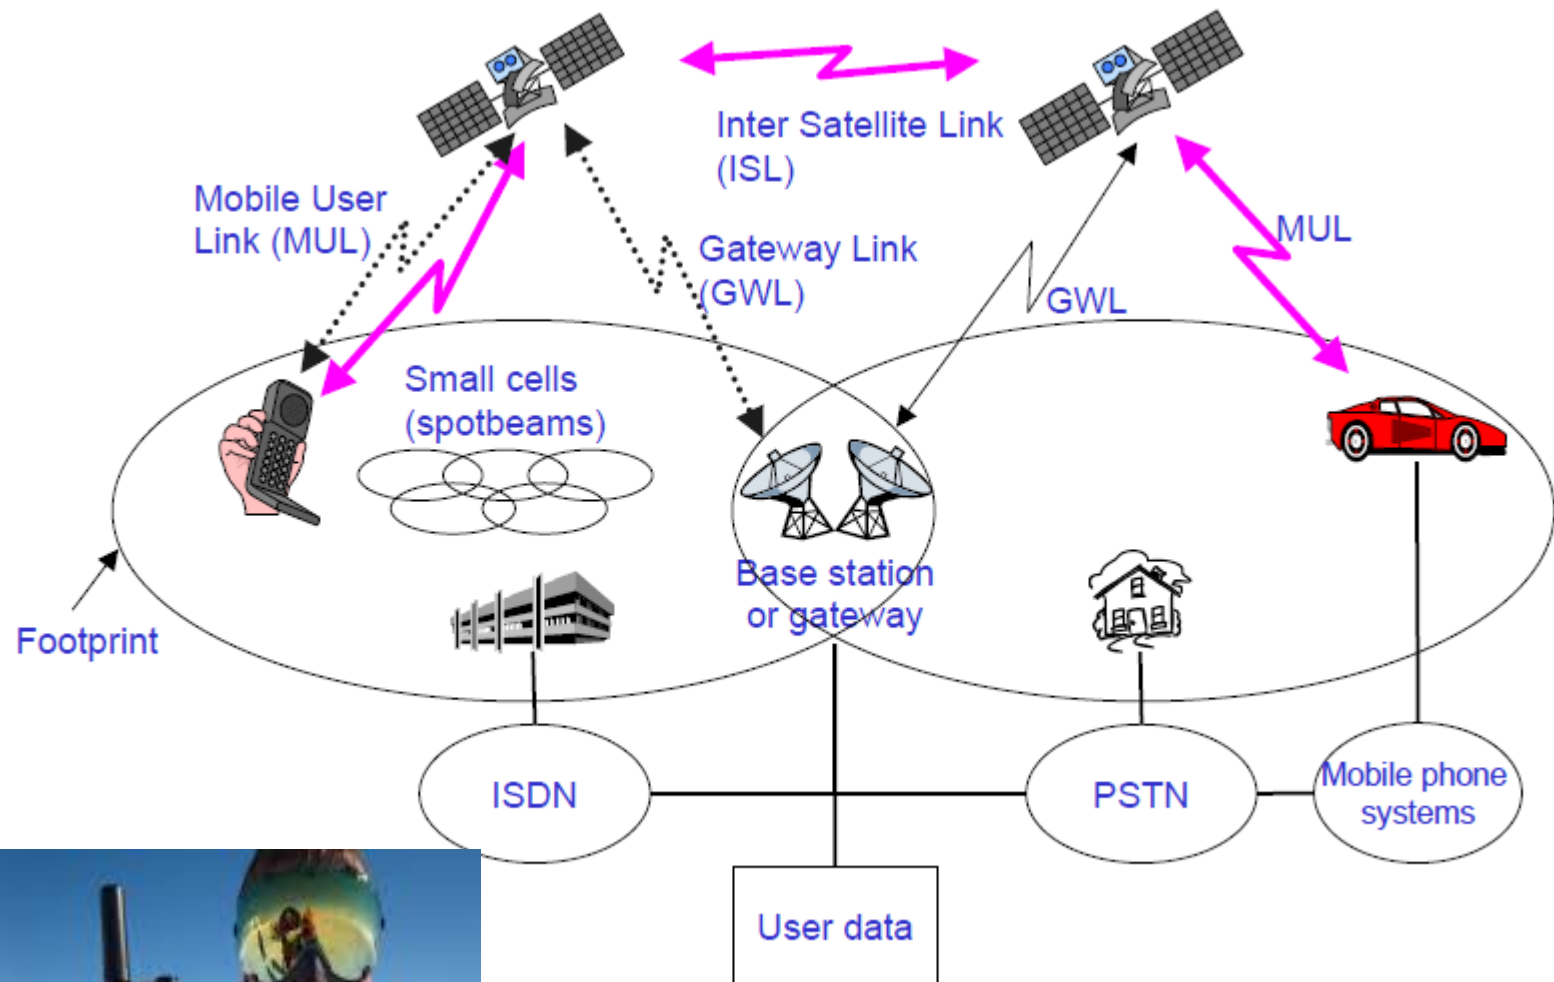 Inter Satellite Link
(ISL)
Mobile User
Link (MUL)
Gateway Link
(GWL)
MUL
GWL
Small cells
(spotbeams)
Base station
or gateway
Footprint
ISDN
PSTN
Mobile phone
systems
User data